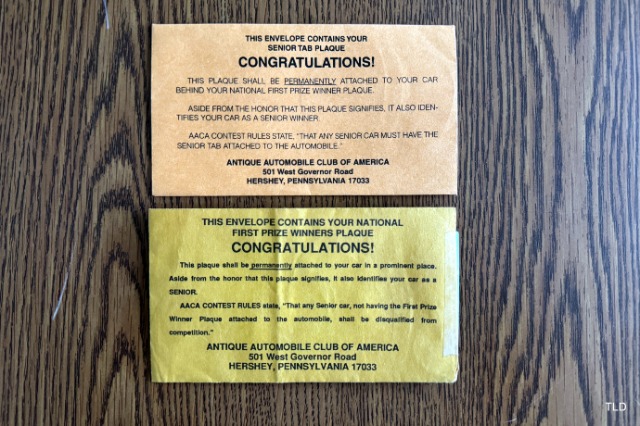 THIS ENVELOPE CONTAINS YOUR
SENIOR TAB PLAQUE
CONGRATULATIONS!
THIS PLAQUE SHALL BE PERMANENTLY ATTACHED TO YOUR CAR
BEHIND YOUR NATIONAL FIRST PRIZE WINNER PLAQUE.
ASIDE FROM THE HONOR THAT THIS PLAQUE SIGNIFIES, IT ALSO IDEN-
TIFIES YOUR CAR AS A SENIOR WINNER.
AACA CONTEST RULES STATE, "THAT ANY SENIOR CAR MUST HAVE THE
SENIOR TAB ATTACHED TO THE AUTOMOBILE."
ANTIQUE AUTOMOBILE CLUB OF AMERICA
501 West Governor Road
HERSHEY, PENNSYLVANIA 17033
THIS ENVELOPE CONTAINS YOUR NATIONAL
FIRST PRIZE WINNERS PLAQUE
CONGRATULATIONS!
This plaque shall be permanently attached to your car in a prominent place.
Aside from the honor that this plaque signifies, it also identifies your car as a
SENIOR.
AACA CONTEST RULES state, "That any Senior car, not having the First Prize
Winner Plaque attached to the automobile, shall be disqualified from
competition."
ANTIQUE AUTOMOBILE CLUB OF AMERICA
501 West Governor Road
HERSHEY, PENNSYLVANIA 17033
TLD